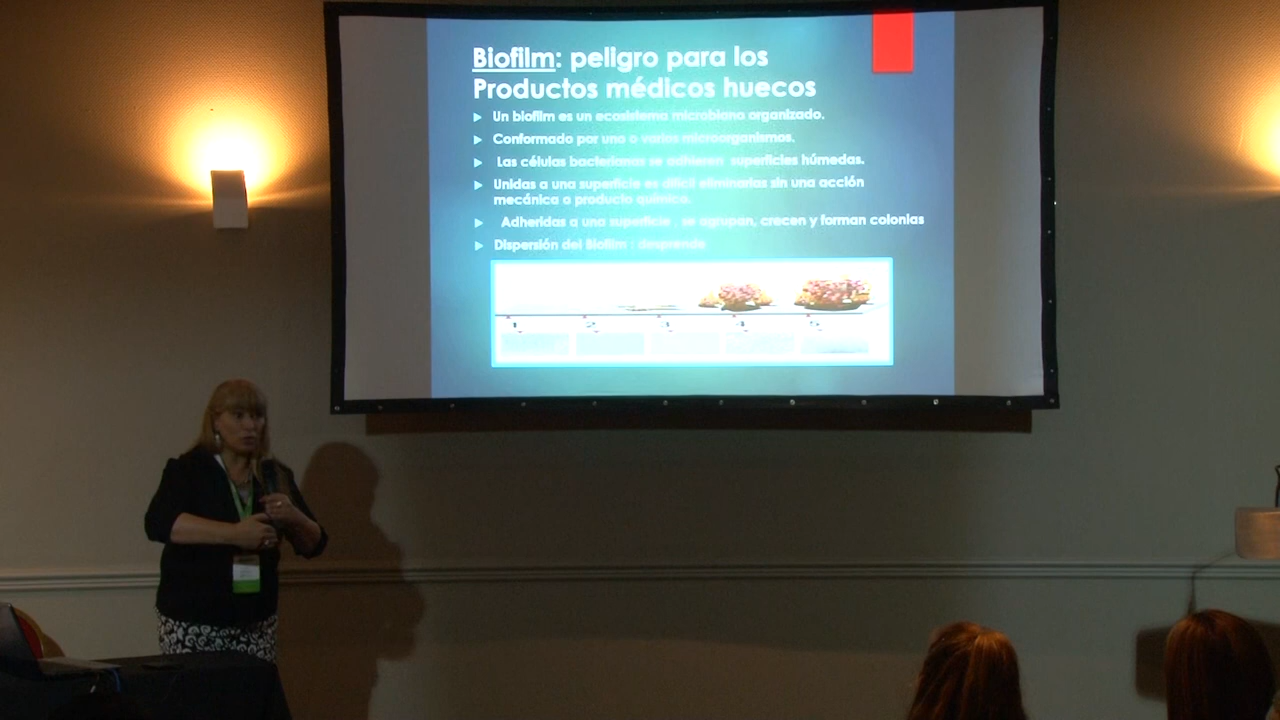 Biofilm: peligro para los
Productos médicos huecos
Un biofilm es un ecosistema microbiano organizado.
Conformado por uno o varios microorganismos.
Las células bacterianas se adhieren superficies húmedas.
Unidas a una superficie es difícil eliminarlas sin una acción
mecánica o producto químico.
Adheridas a una superficie . se agrupan, crecen y forman colonias
Dispersión del Biofilm : desprende